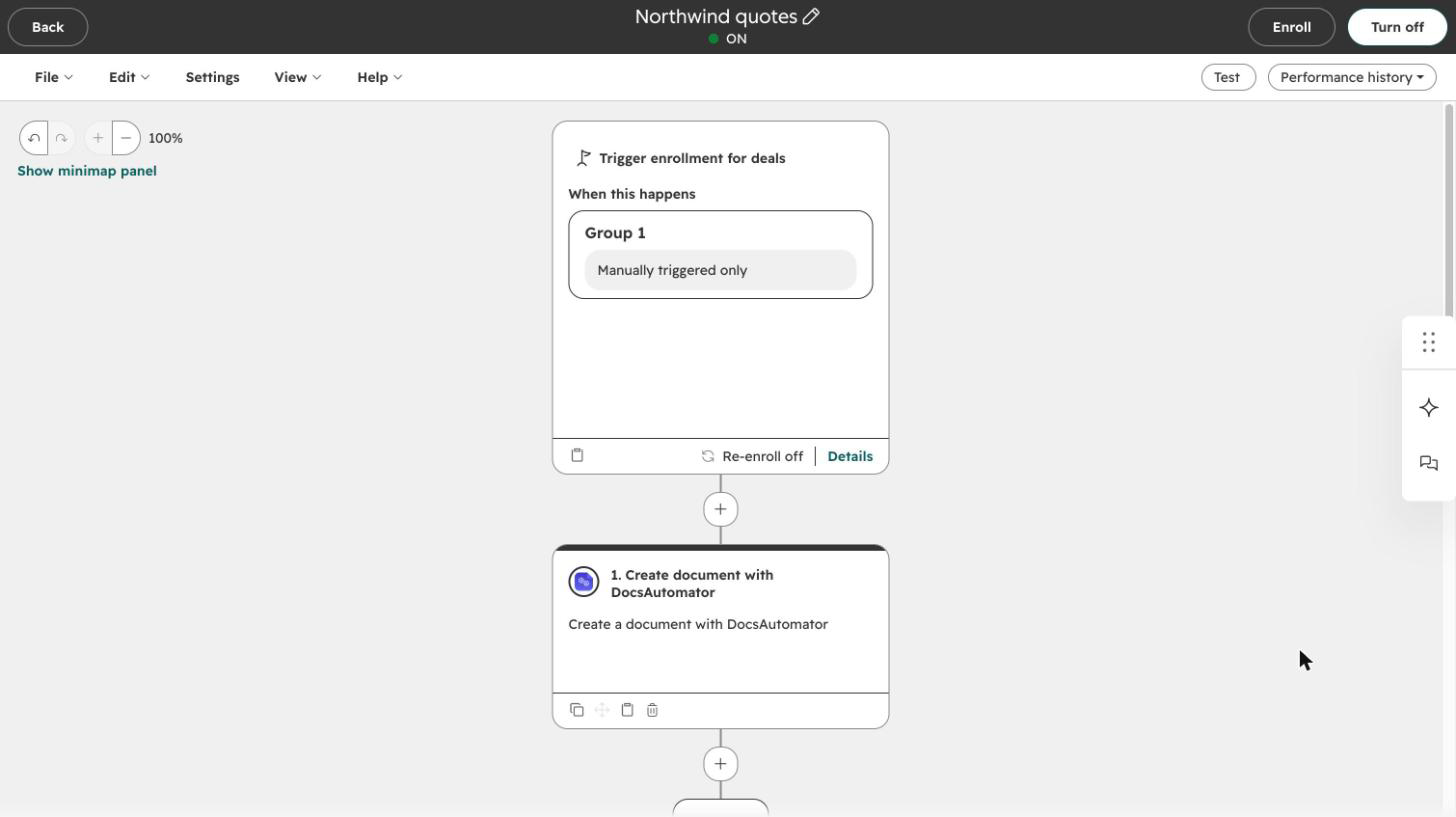 Back
Northwind quotes
ON
Enroll
Turn off
File
Edit
Settings
View
Help
Test
Performance history
100%
Show minimap panel
Trigger enrollment for deals
When this happens
Group 1
Manually triggered only
Re-enroll off
Details
1. Create document with
DocsAutomator
Create a document with DocsAutomator